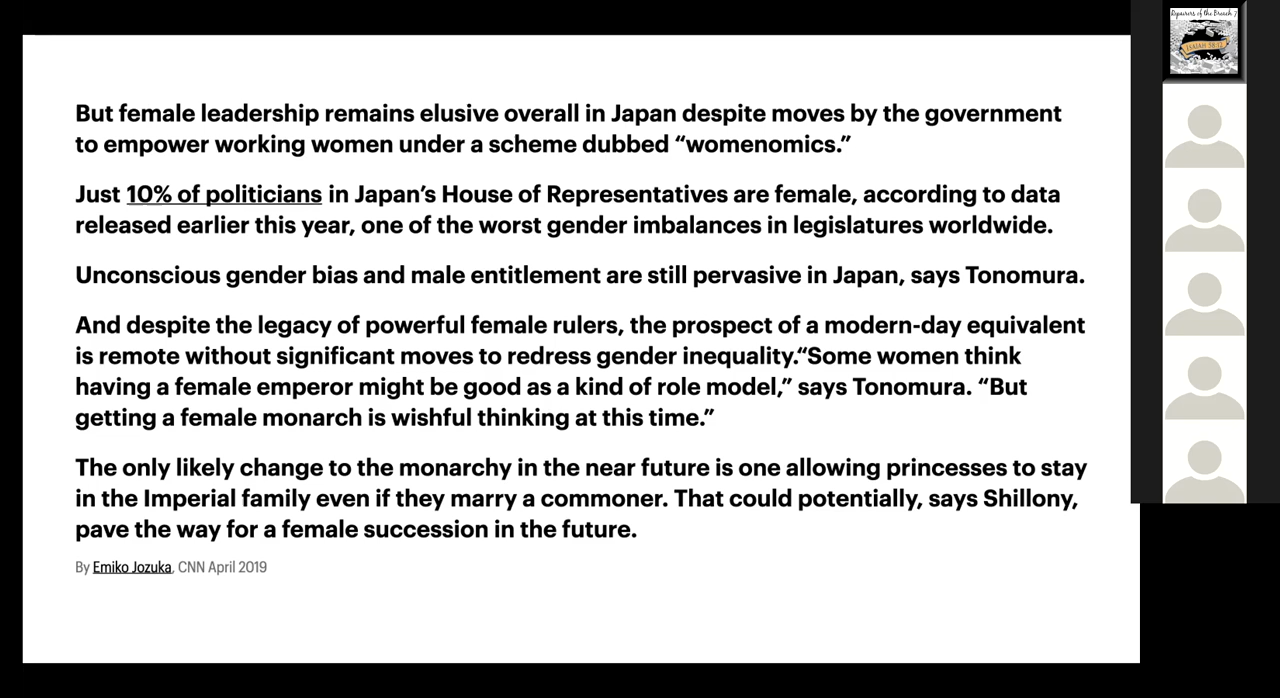 But female leadership remains elusive overall in Japan despite moves by the government
to empower working women under a scheme dubbed “womenomics.”
Just 10% of politicians in Japan’s House of Representatives are female, according to data
released earlier this year, one of the worst gender imbalances in legislatures worldwide.
Unconscious gender bias and male entitlement are still pervasive in Japan, says Tonomura.
And despite the legacy of powerful female rulers, the prospect of a modern-day equivalent
is remote without significant moves to redress gender inequality.“Some women think
having a female emperor might be good as a kind of role model,” says Tonomura. “But
getting a female monarch is wishful thinking at this time.”
The only likely change to the monarchy in the near future is one allowing princesses to stay
in the Imperial family even if they marry a commoner. That could potentially, says Shillony,
pave the way for a female succession in the future.
By Emiko Jozuka, CNN April 2019
Repairers of the Breach 7
ISAIAH 58:12